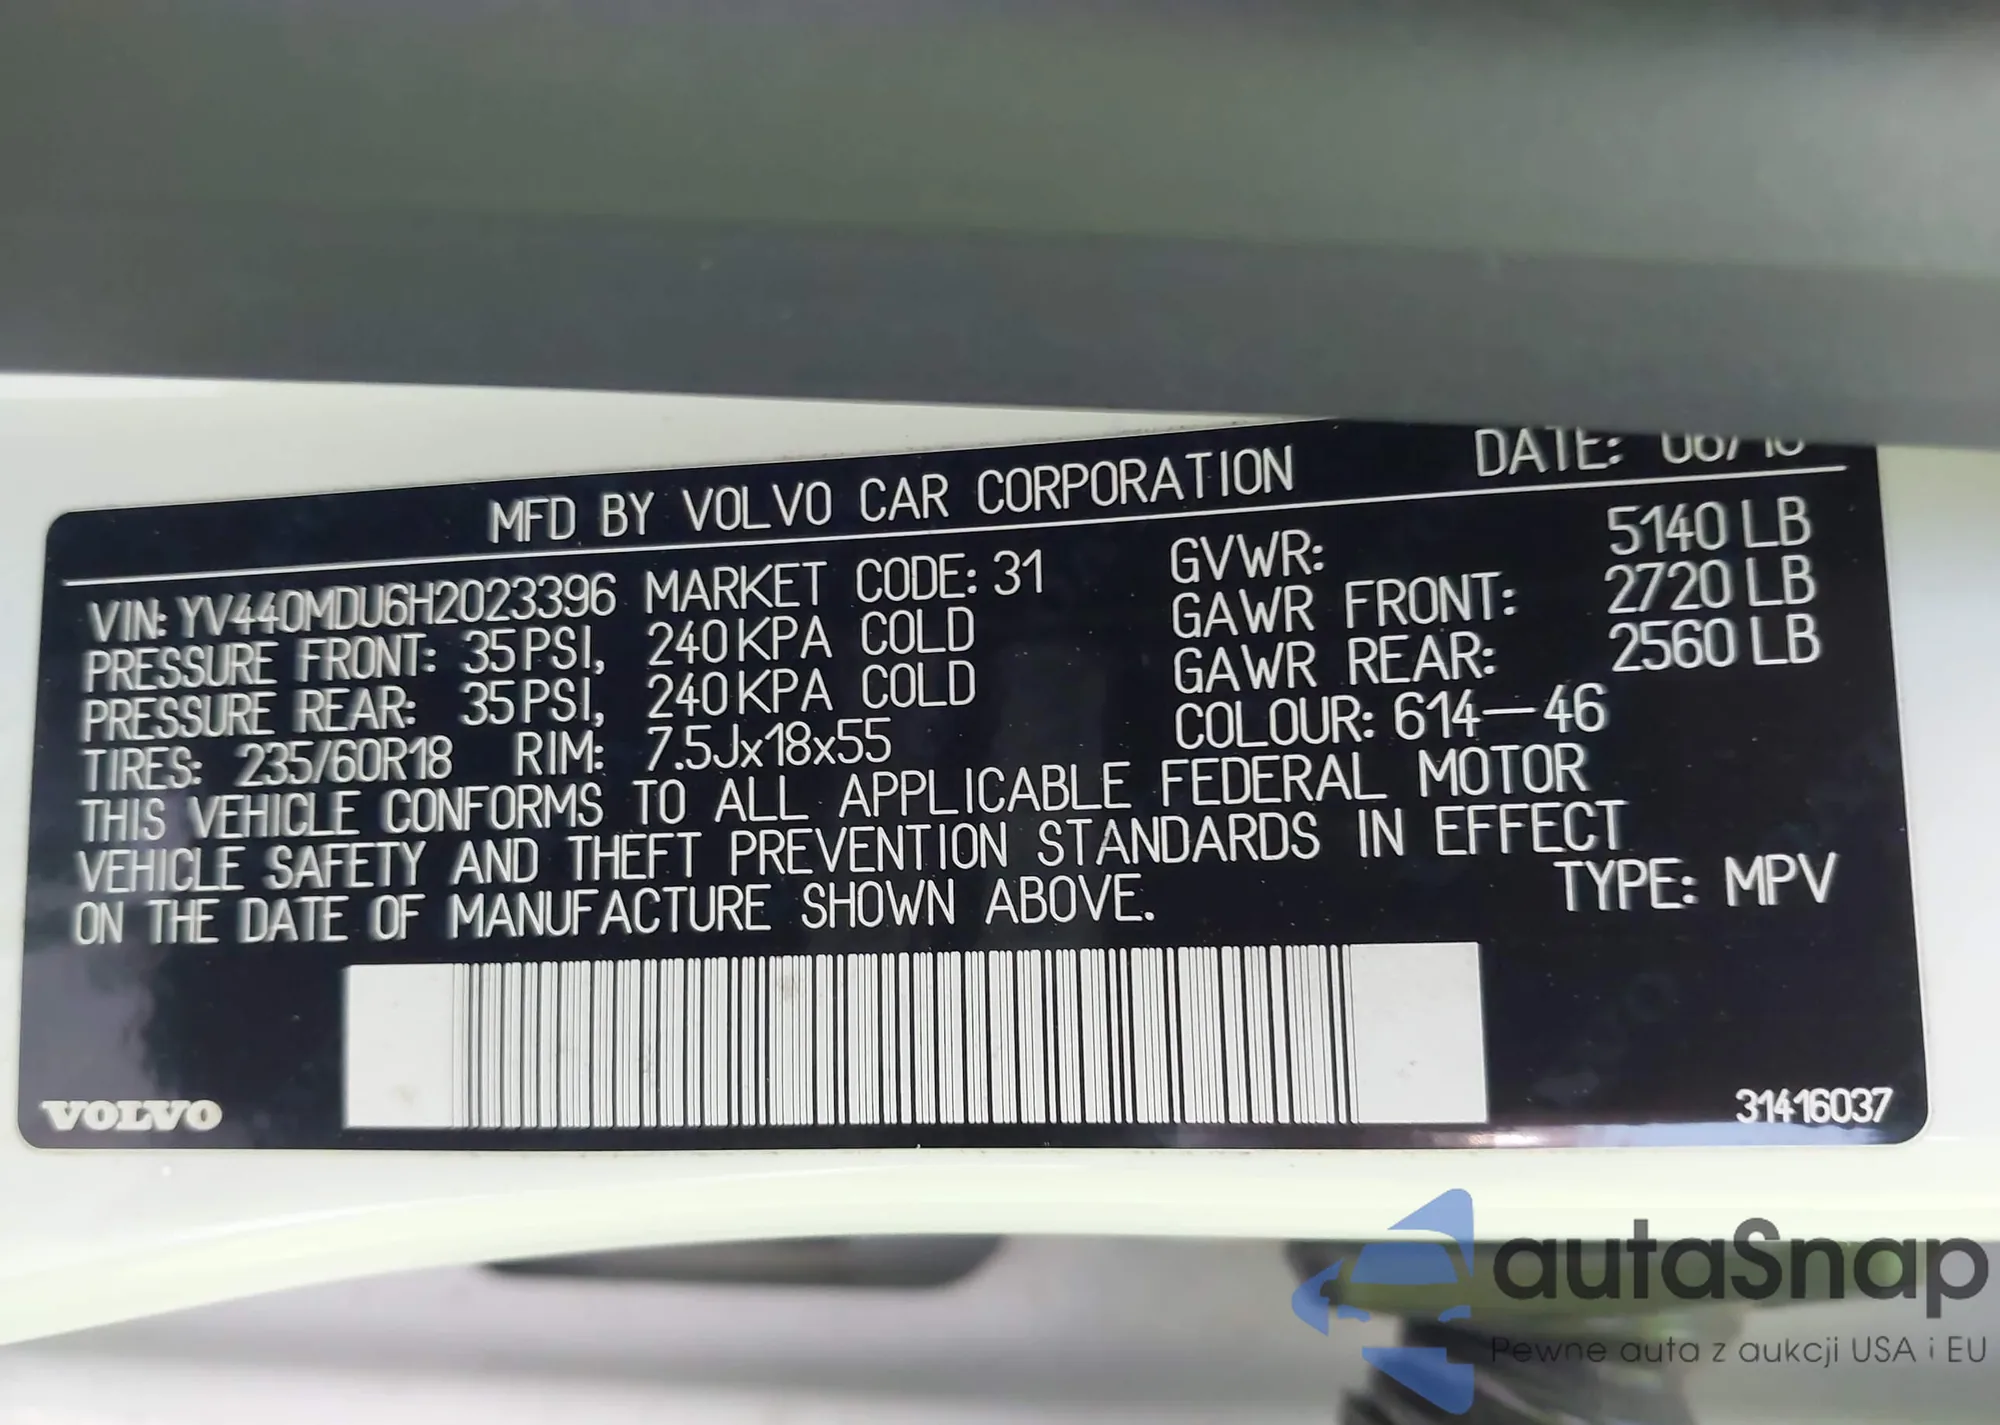 MFD BY VOLVO CAR CORPORATION DATE: 06/16
VIN: YV440MDU6H2023396 MARKET CODE: 31 GVWR: 5140 LB
PRESSURE FRONT: 35 PSI, 240 KPA COLD GAWR FRONT: 2720 LB
PRESSURE REAR: 35 PSI, 240 KPA COLD GAWR REAR: 2560 LB
TIRES: 235/60R18 RIM: 7.5Jx18x55 COLOUR: 614-46
THIS VEHICLE CONFORMS TO ALL APPLICABLE FEDERAL MOTOR
VEHICLE SAFETY AND THEFT PREVENTION STANDARDS IN EFFECT
ON THE DATE OF MANUFACTURE SHOWN ABOVE. TYPE: MPV
VOLVO 31416037
autaSnap
Pewne auta z aukcji USA i EU